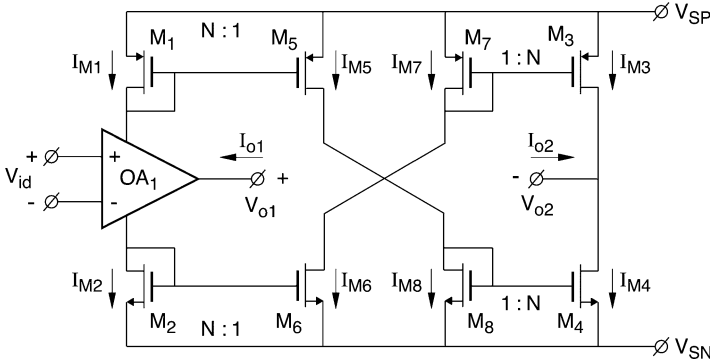 V_SP
M_1 N : 1 M_5 M_7 M_3
I_M1 I_M5 I_M7 1 : N I_M3
+ + I_o1 I_o2
V_id OA_1 + -
- - V_o1 V_o2
I_M2 I_M6 I_M8 I_M4
M_2 N : 1 M_6 M_8 1 : N M_4
V_SN